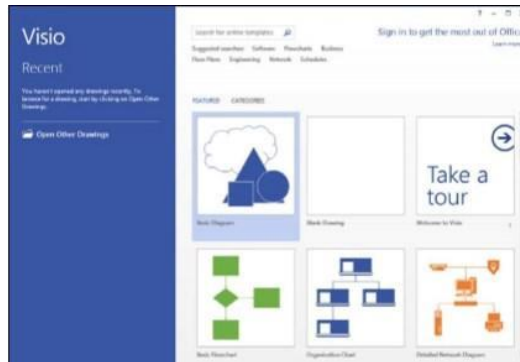 Visio
Recent
You haven't opened any drawings recently. To
browse for a drawing, start by clicking on Open Other
Drawings.
Open Other Drawings
? – □
Search for online templates
Sign in to get the most out of Offic
Learn mor
Suggested searches: Software Flowcharts Business
Floor Plans Engineering Network Schedules
FEATURED CATEGORIES
Take a
tour
Basic Diagram
Blank Drawing
Welcome to Visio
Basic Flowchart
Organization Chart
Detailed Network Diagram